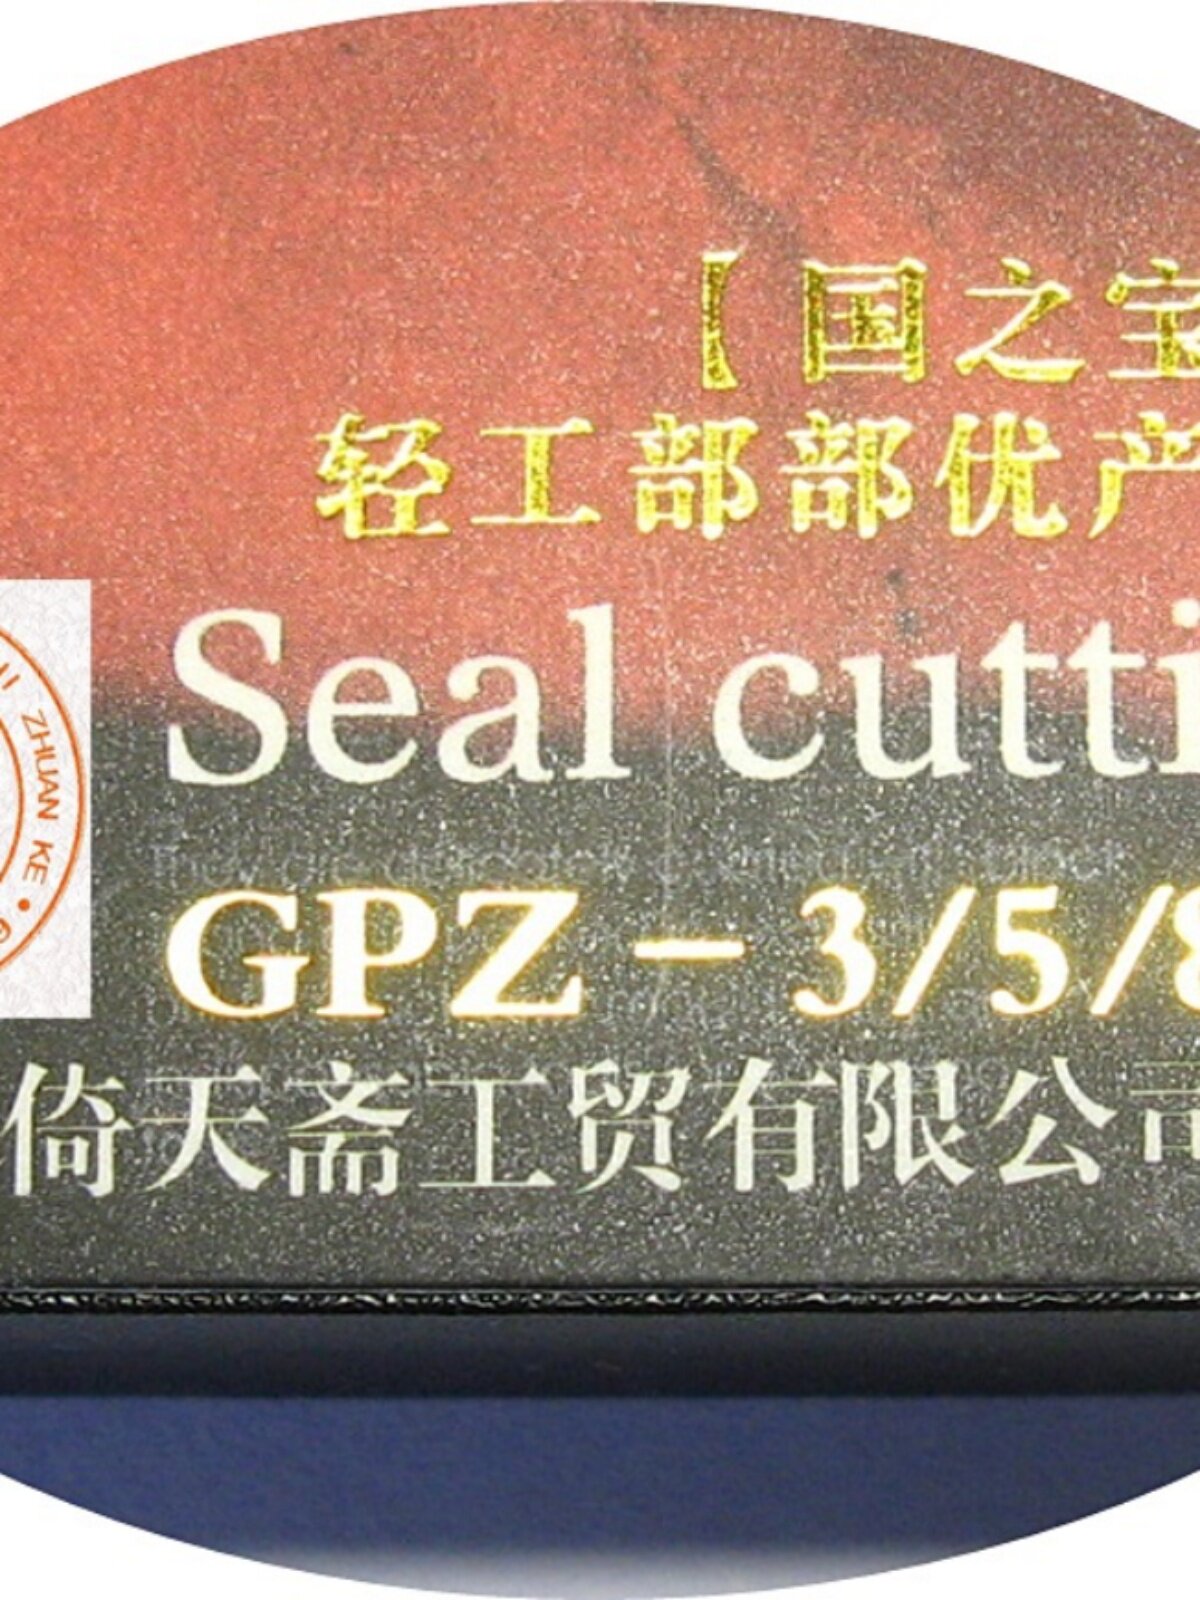 【国之宝
轻工部部优产
Seal cutti
ZHUAN KE
GPZ－3/5/8
倚天斋工贸有限公司